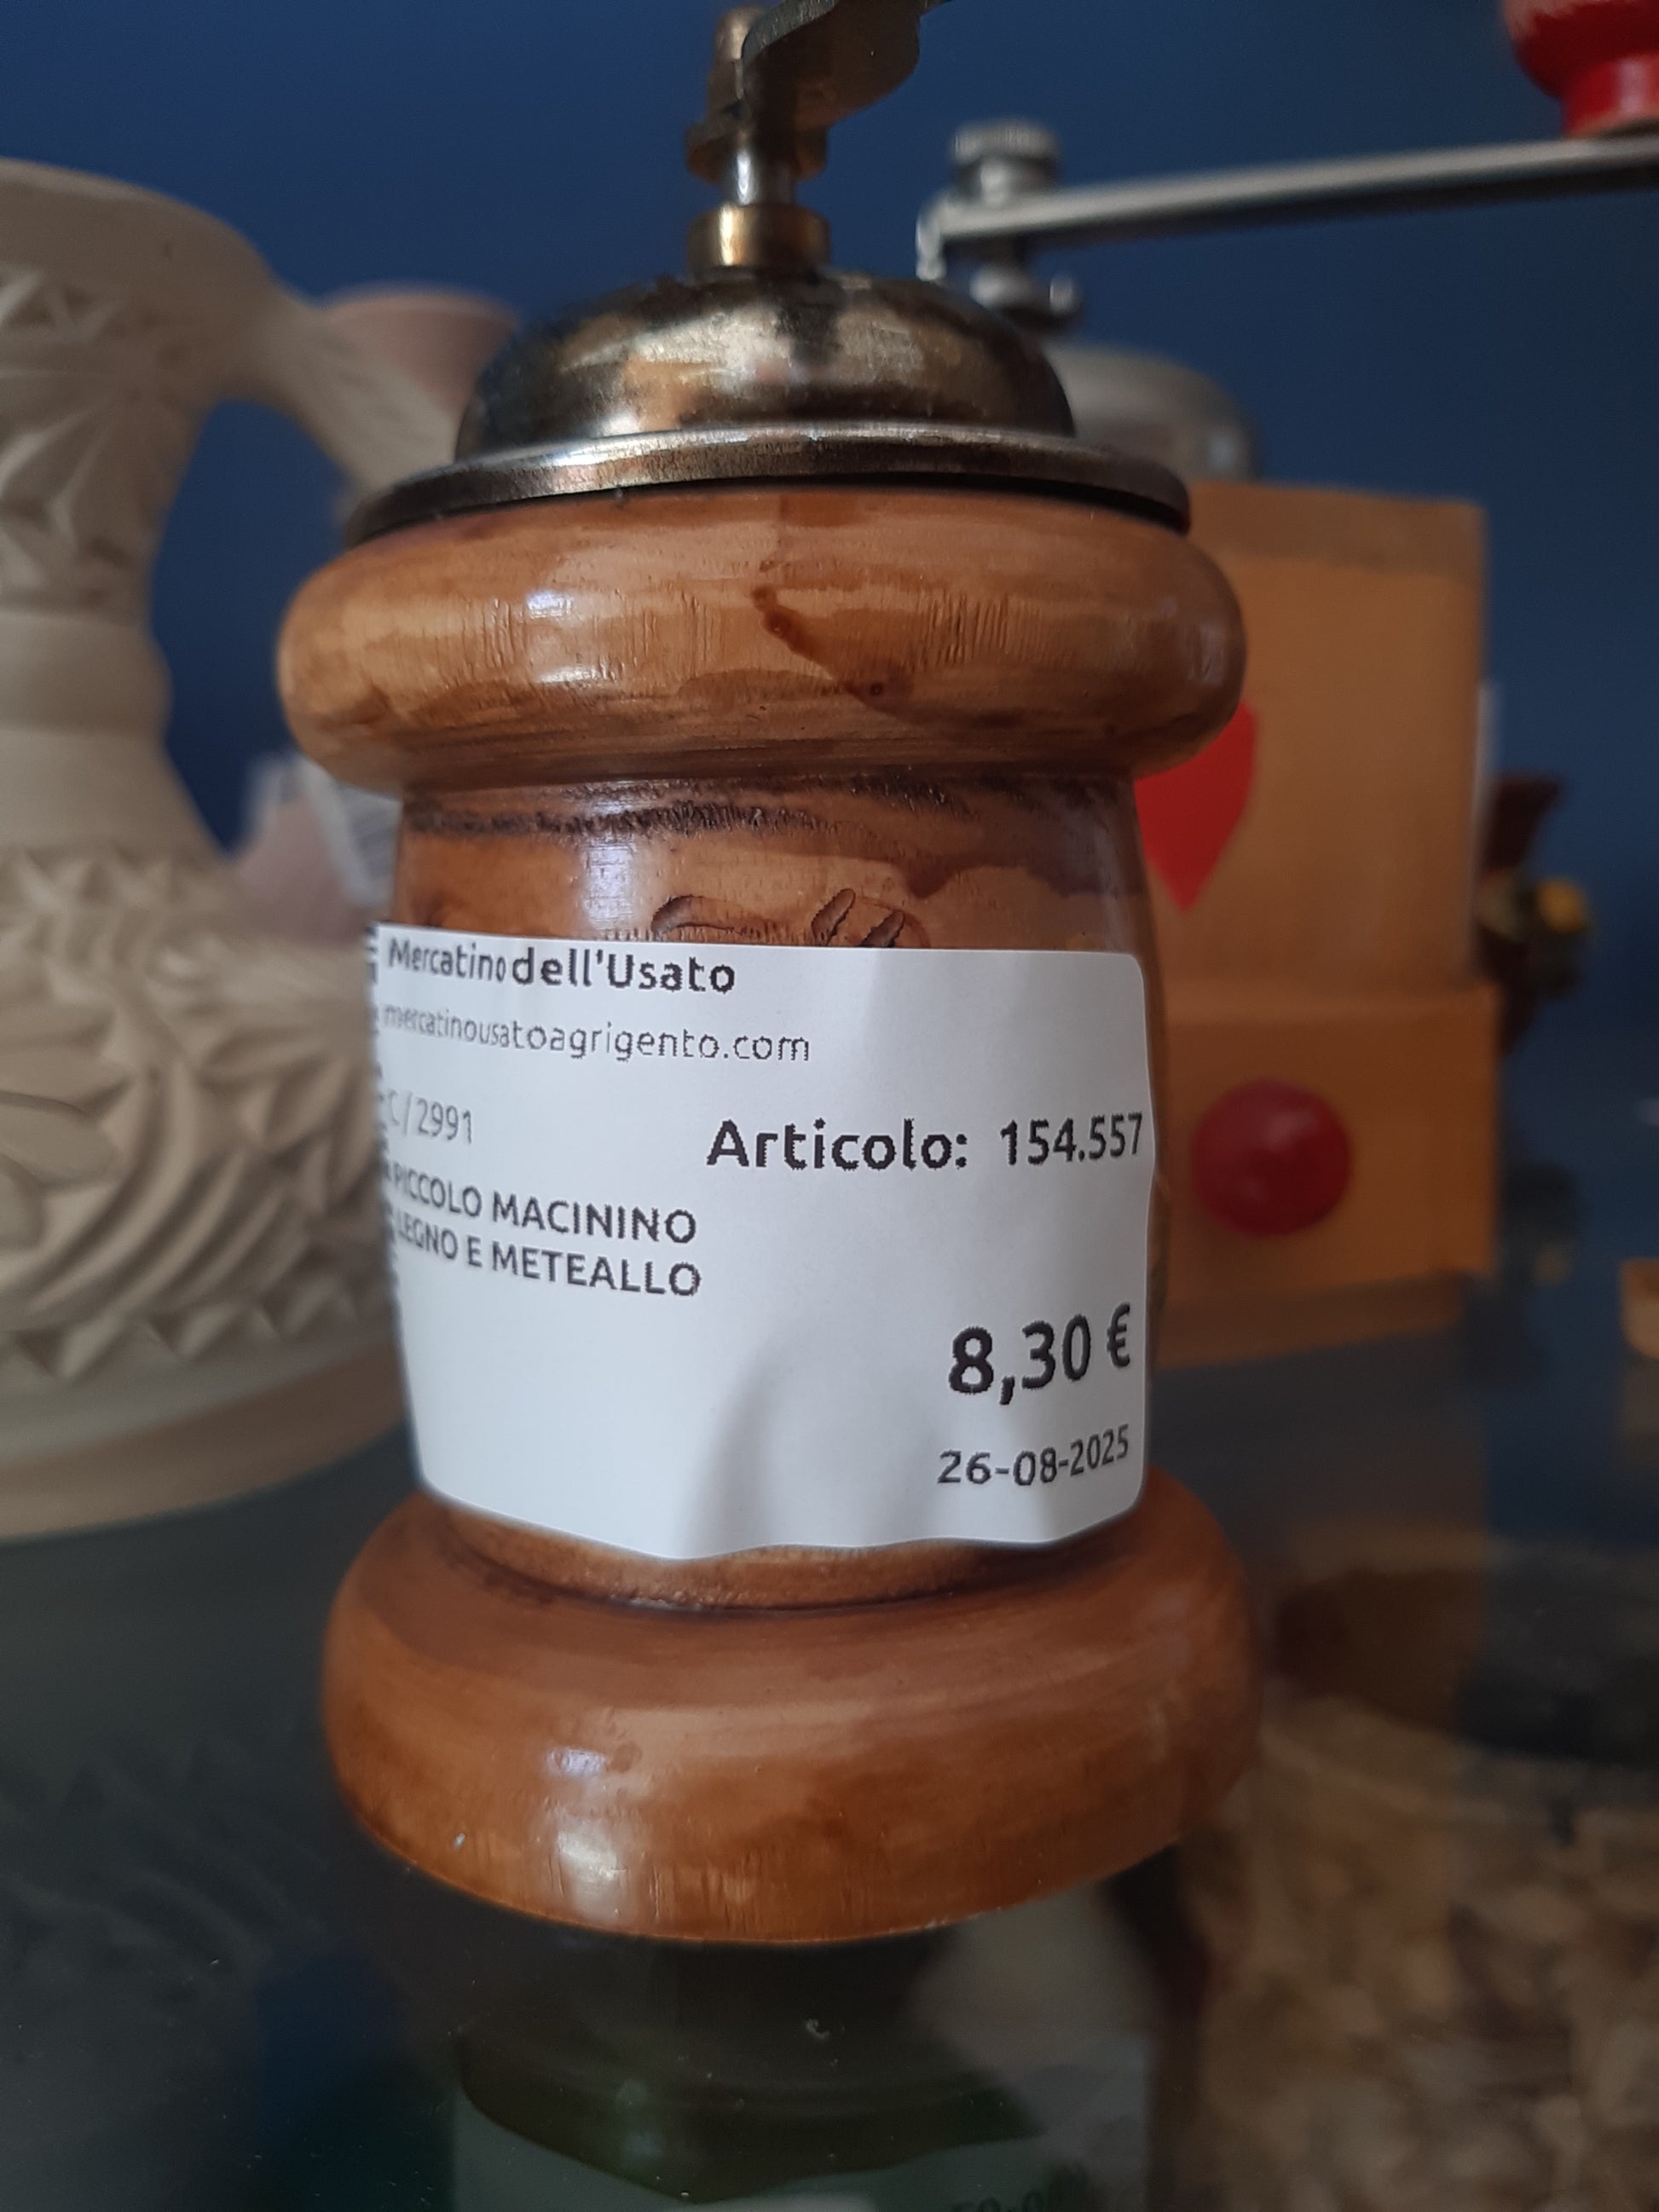 Mercatino dell'Usato
mercatinousatoagrigento.com
C/2991
Articolo: 154.557
PICCOLO MACININO
LEGNO E METEALLO
8,30 €
26-08-2025